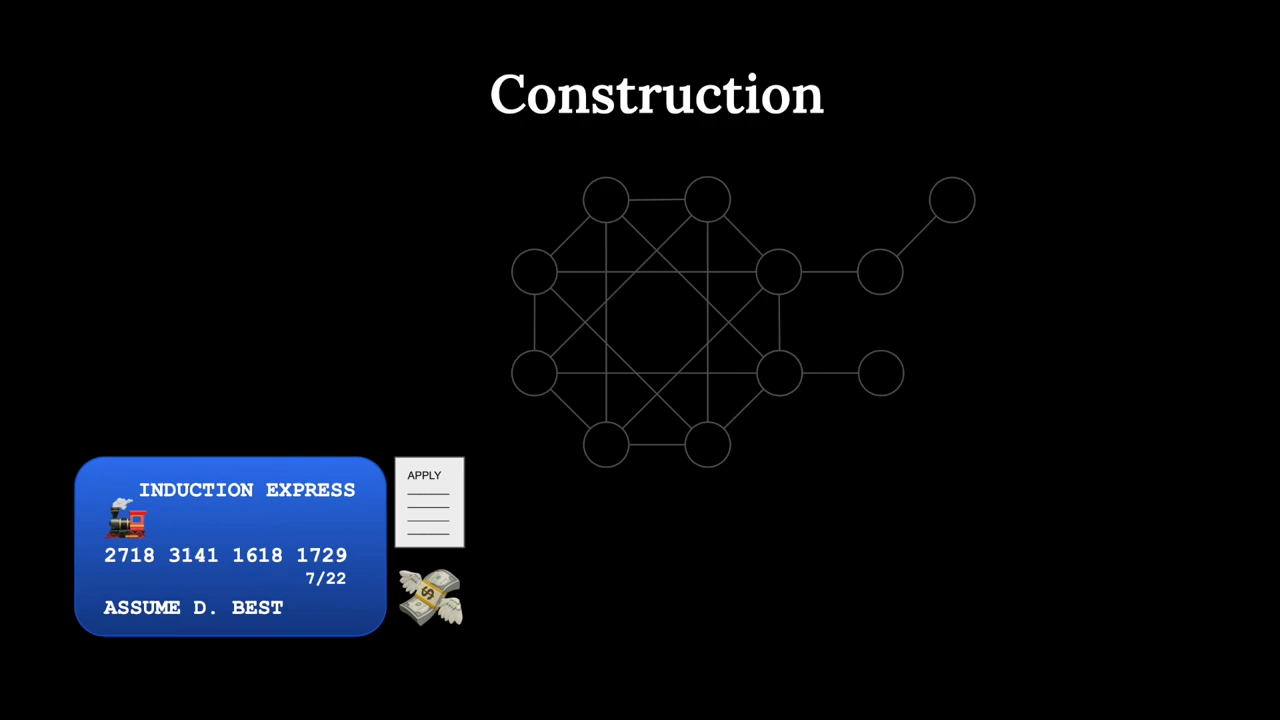 Construction
INDUCTION EXPRESS
2718 3141 1618 1729
7/22
ASSUME D. BEST
APPLY
$